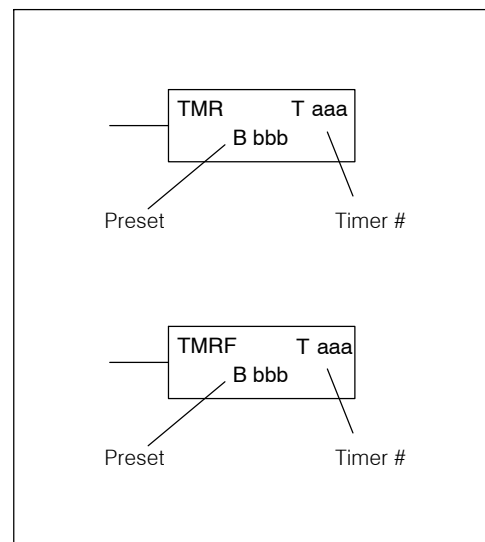 TMR T aaa
B bbb
Preset Timer #
TMRF T aaa
B bbb
Preset Timer #